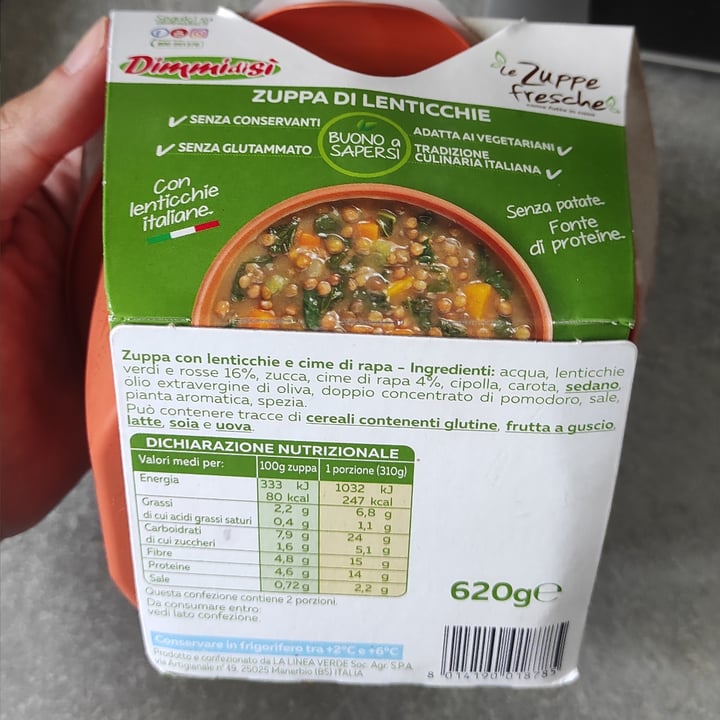 DimmidiSì
le Zuppe
fresche
ZUPPA DI LENTICCHIE
SENZA CONSERVANTI
SENZA GLUTAMMATO
BUONO a
SAPERSI
ADATTA AI VEGETARIANI
TRADIZIONE
CULINARIA ITALIANA
Con
lenticchie
italiane.
Senza patate.
Fonte
di proteine.
Zuppa con lenticchie e cime di rapa - Ingredienti: acqua, lenticchie
verdi e rosse 16%, zucca, cime di rapa 4%, cipolla, carota, sedano,
olio extravergine di oliva, doppio concentrato di pomodoro, sale,
pianta aromatica, spezia.
Può contenere tracce di cereali contenenti glutine, frutta a guscio,
latte, soia e uova.
DICHIARAZIONE NUTRIZIONALE
Valori medi per: 100g zuppa 1 porzione (310g)
Energia 333 kJ 1032 kJ
80 kcal 247 kcal
Grassi 2,2 g 6,8 g
di cui acidi grassi saturi 0,4 g 1,1 g
Carboidrati 7,9 g 24 g
di cui zuccheri 1,6 g 5,1 g
Fibre 4,8 g 15 g
Proteine 4,6 g 14 g
Sale 0,72 g 2,2 g
Questa confezione contiene 2 porzioni.
Da consumare entro:
vedi lato confezione.
620g e
Conservare in frigorifero tra +2°C e +6°C
Prodotto e confezionato da LA LINEA VERDE Soc. Agr. S.P.A.
via Artigianale n° 49, 25025 Manerbio (BS) ITALIA
8 014190 018785